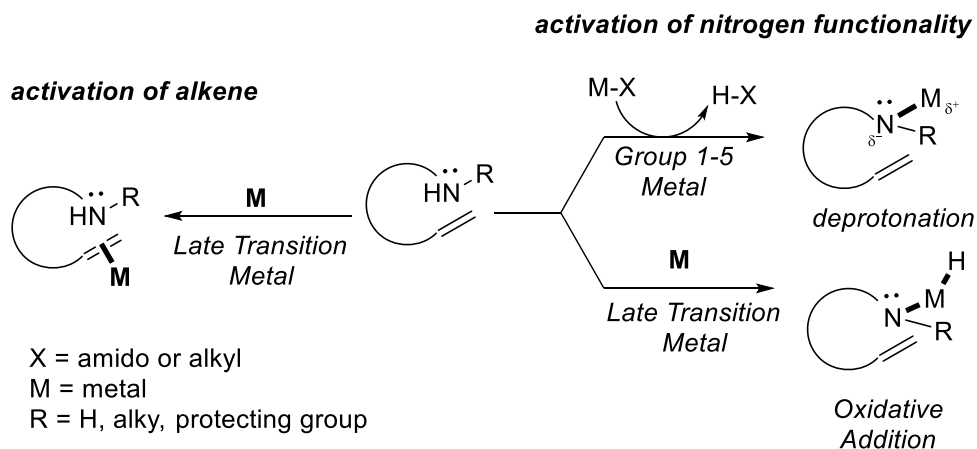 activation of nitrogen functionality
activation of alkene
M-X
H-X
Group 1-5
Metal
N
M δ+
δ−
R
deprotonation
HN
R
M
Late Transition
Metal
M
HN
R
M
Late Transition
Metal
H
M
N
R
Oxidative
Addition
X = amido or alkyl
M = metal
R = H, alky, protecting group